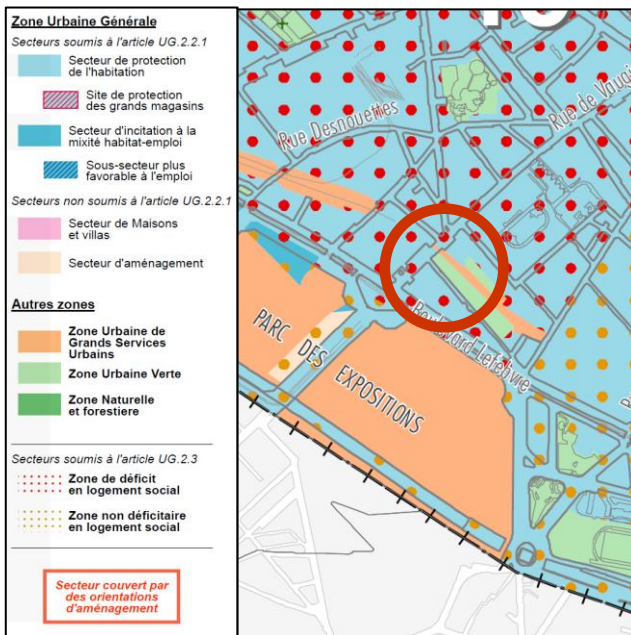 Zone Urbaine Générale
Secteurs soumis à l'article UG.2.2.1
Secteur de protection
de l'habitation
Site de protection
des grands magasins
Secteur d'incitation à la
mixité habitat-emploi
Sous-secteur plus
favorable à l'emploi
Secteurs non soumis à l'article UG.2.2.1
Secteur de Maisons
et villas
Secteur d'aménagement
Autres zones
Zone Urbaine de
Grands Services
Urbains
Zone Urbaine Verte
Zone Naturelle
et forestiere
Secteurs soumis à l'article UG.2.3
Zone de déficit
en logement social
Zone non déficitaire
en logement social
Secteur couvert par
des orientations
d'aménagement
Rue Desnouettes
Rue de
Boulevard Lefebvre
PARC DES EXPOSITIONS